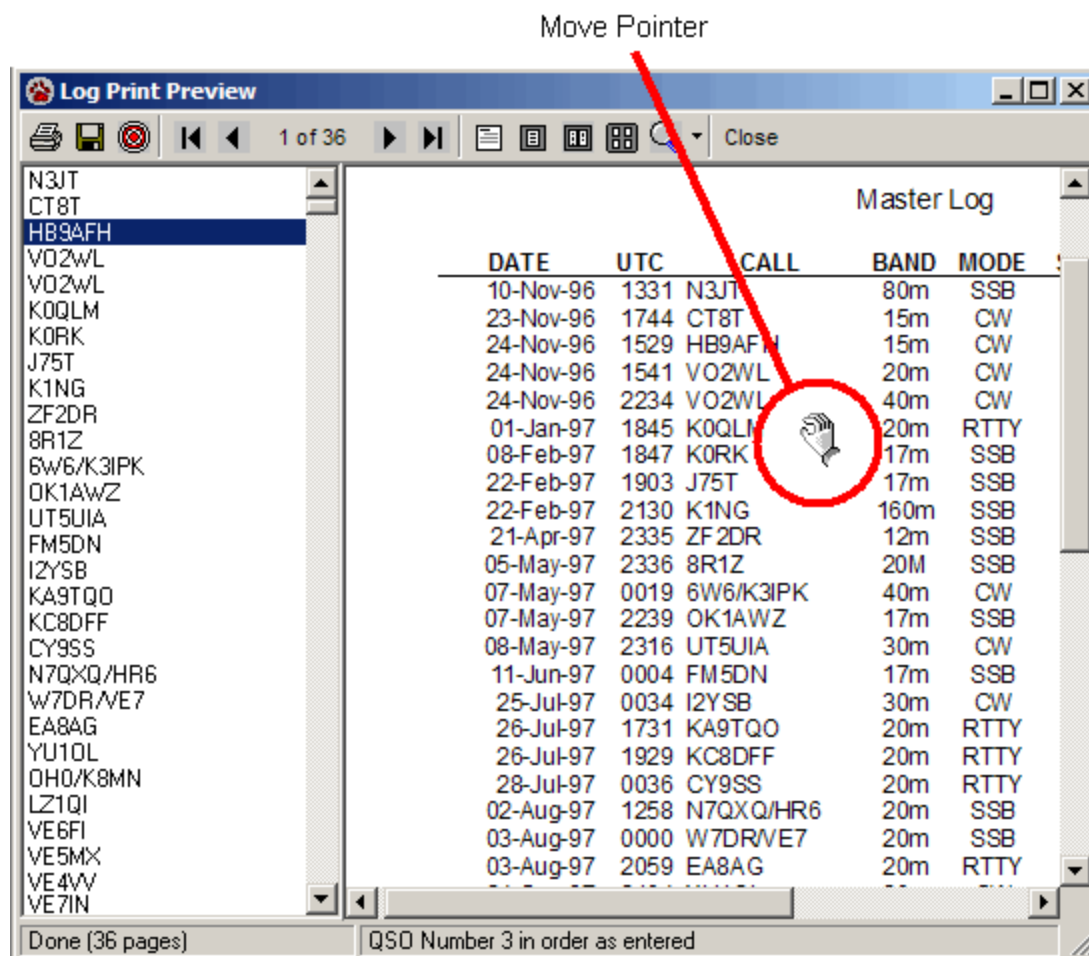 Move Pointer
Log Print Preview
1 of 36 Close
N3JT
CT8T
HB9AFH
VO2WL
VO2WL
K0QLM
K0RK
J75T
K1NG
ZF2DR
8R1Z
6W6/K3IPK
OK1AWZ
UT5UIA
FM5DN
I2YSB
KA9TQO
KC8DFF
CY9SS
N7QXQ/HR6
W7DR/VE7
EA8AG
YU1OL
OH0/K8MN
LZ1QI
VE6FI
VE5MX
VE4VV
VE7IN
Master Log
DATE UTC CALL BAND MODE
10-Nov-96 1331 N3JT 80m SSB
23-Nov-96 1744 CT8T 15m CW
24-Nov-96 1529 HB9AFH 15m CW
24-Nov-96 1541 VO2WL 20m CW
24-Nov-96 2234 VO2WL 40m CW
01-Jan-97 1845 K0QLM 20m RTTY
08-Feb-97 1847 K0RK 17m SSB
22-Feb-97 1903 J75T 17m SSB
22-Feb-97 2130 K1NG 160m SSB
21-Apr-97 2335 ZF2DR 12m SSB
05-May-97 2336 8R1Z 20M SSB
07-May-97 0019 6W6/K3IPK 40m CW
07-May-97 2239 OK1AWZ 17m SSB
08-May-97 2316 UT5UIA 30m CW
11-Jun-97 0004 FM5DN 17m SSB
25-Jul-97 0034 I2YSB 30m CW
26-Jul-97 1731 KA9TQO 20m RTTY
26-Jul-97 1929 KC8DFF 20m RTTY
28-Jul-97 0036 CY9SS 20m RTTY
02-Aug-97 1258 N7QXQ/HR6 20m SSB
03-Aug-97 0000 W7DR/VE7 20m SSB
03-Aug-97 2059 EA8AG 20m RTTY
Done (36 pages) QSO Number 3 in order as entered